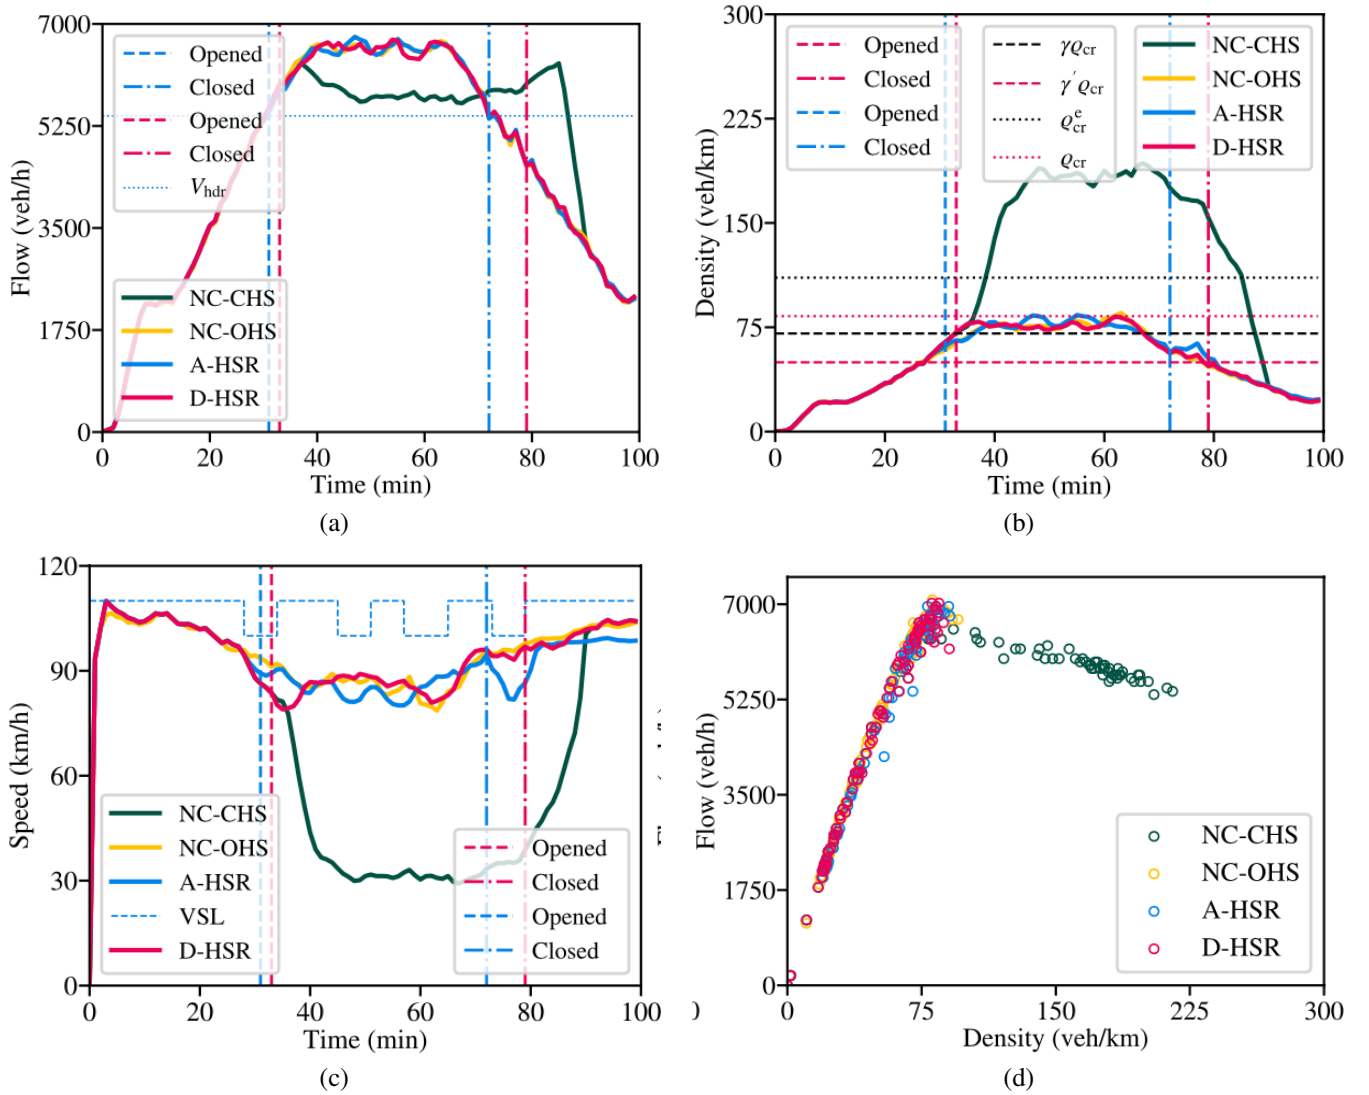 7000
5250
3500
1750
0
Flow (veh/h)
Opened
Closed
Opened
Closed
V_hdr
NC-CHS
NC-OHS
A-HSR
D-HSR
0 20 40 60 80 100
Time (min)
(a)
300
225
150
75
0
Density (veh/km)
Opened
Closed
Opened
Closed
γϱ_cr
γ′ϱ_cr
ϱ^e_cr
ϱ_cr
NC-CHS
NC-OHS
A-HSR
D-HSR
0 20 40 60 80 100
Time (min)
(b)
120
90
60
30
0
Speed (km/h)
NC-CHS
NC-OHS
A-HSR
VSL
D-HSR
Opened
Closed
Opened
Closed
0 20 40 60 80 100
Time (min)
(c)
7000
5250
3500
1750
0
Flow (veh/h)
NC-CHS
NC-OHS
A-HSR
D-HSR
0 75 150 225 300
Density (veh/km)
(d)